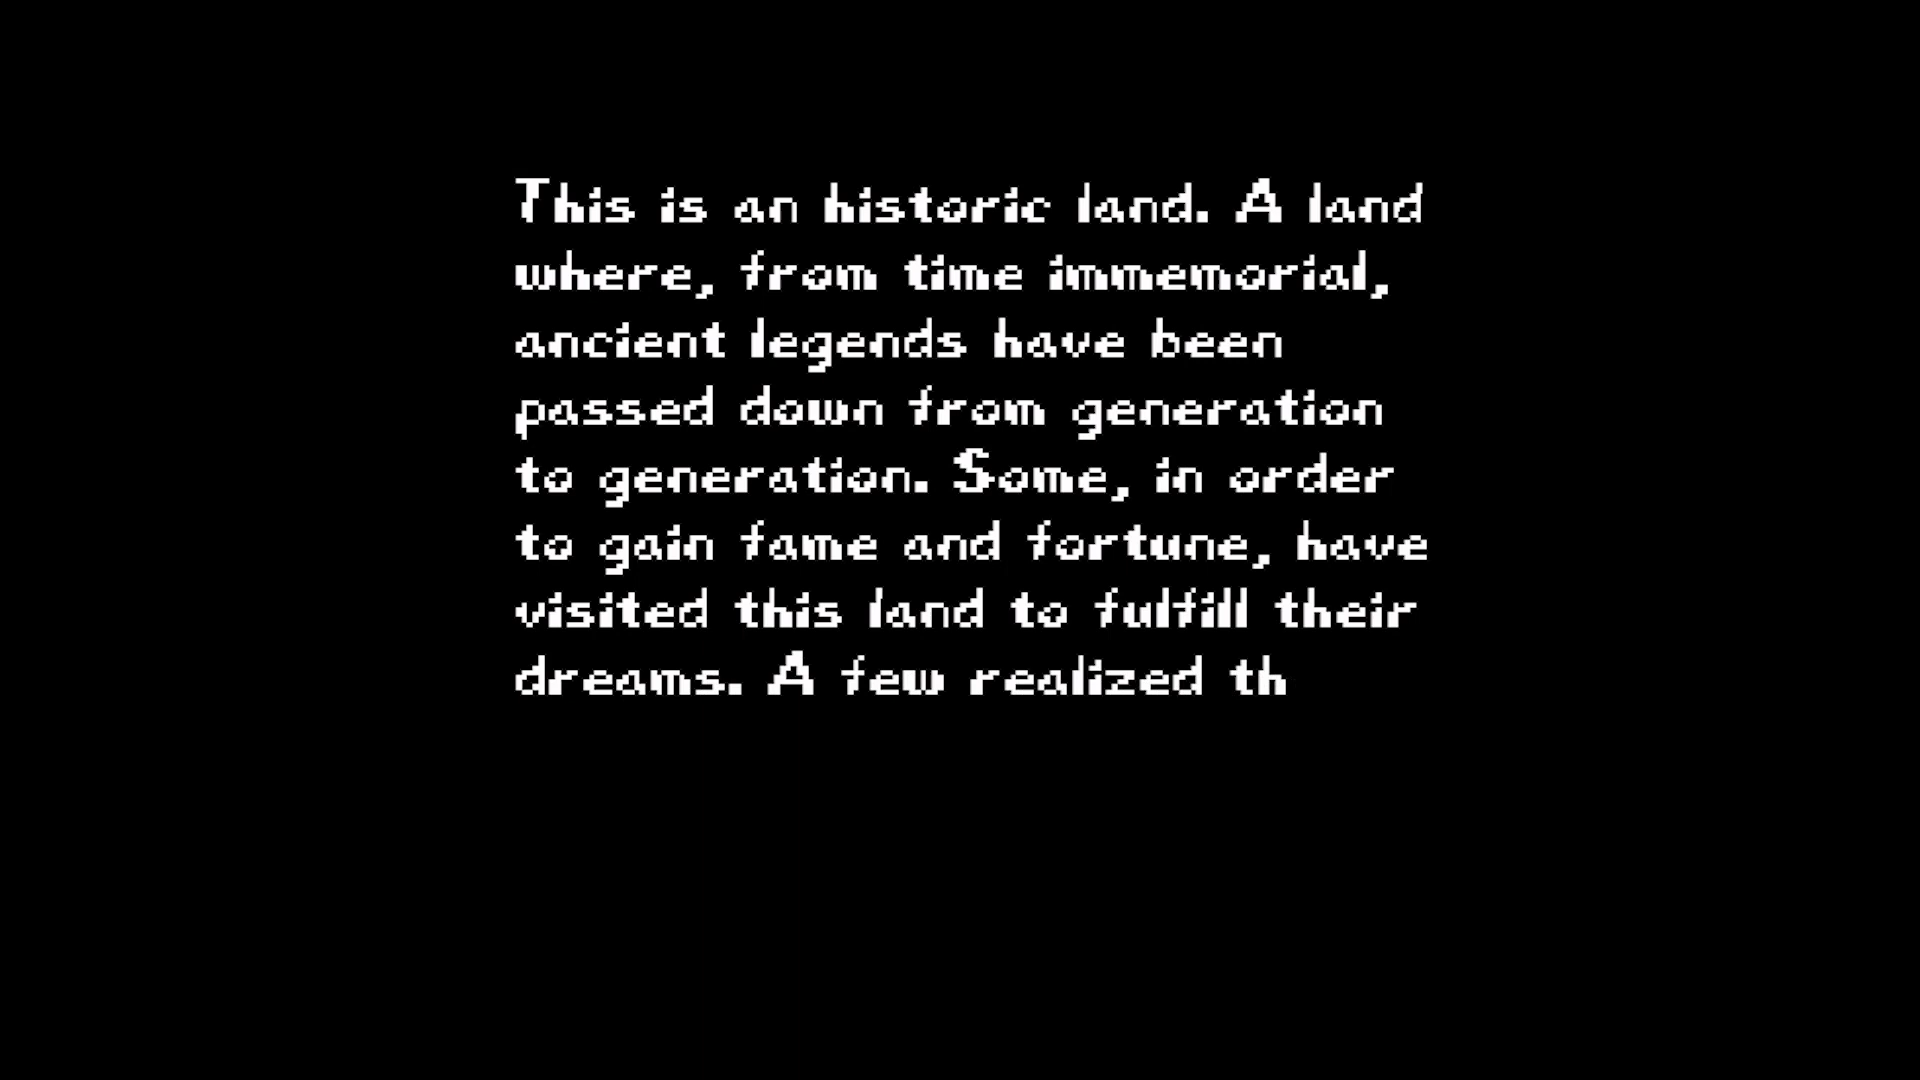 This is an historic land. A land
where, from time immemorial,
ancient legends have been
passed down from generation
to generation. Some, in order
to gain fame and fortune, have
visited this land to fulfill their
dreams. A few realized th